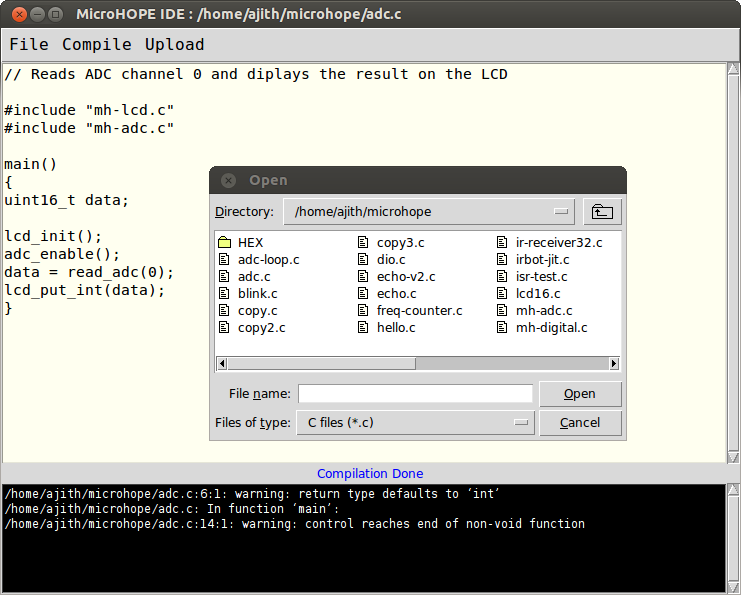 MicroHOPE IDE : /home/ajith/microhope/adc.c
File Compile Upload
// Reads ADC channel 0 and diplays the result on the LCD
#include "mh-lcd.c"
#include "mh-adc.c"
main()
{
uint16_t data;
lcd_init();
adc_enable();
data = read_adc(0);
lcd_put_int(data);
}
Open
Directory: /home/ajith/microhope
HEX copy3.c ir-receiver32.c
adc-loop.c dio.c irbot-jit.c
adc.c echo-v2.c isr-test.c
blink.c echo.c lcd16.c
copy.c freq-counter.c mh-adc.c
copy2.c hello.c mh-digital.c
File name: Open
Files of type: C files (*.c) Cancel
Compilation Done
/home/ajith/microhope/adc.c:6:1: warning: return type defaults to ‘int’
/home/ajith/microhope/adc.c: In function ‘main’:
/home/ajith/microhope/adc.c:14:1: warning: control reaches end of non-void function